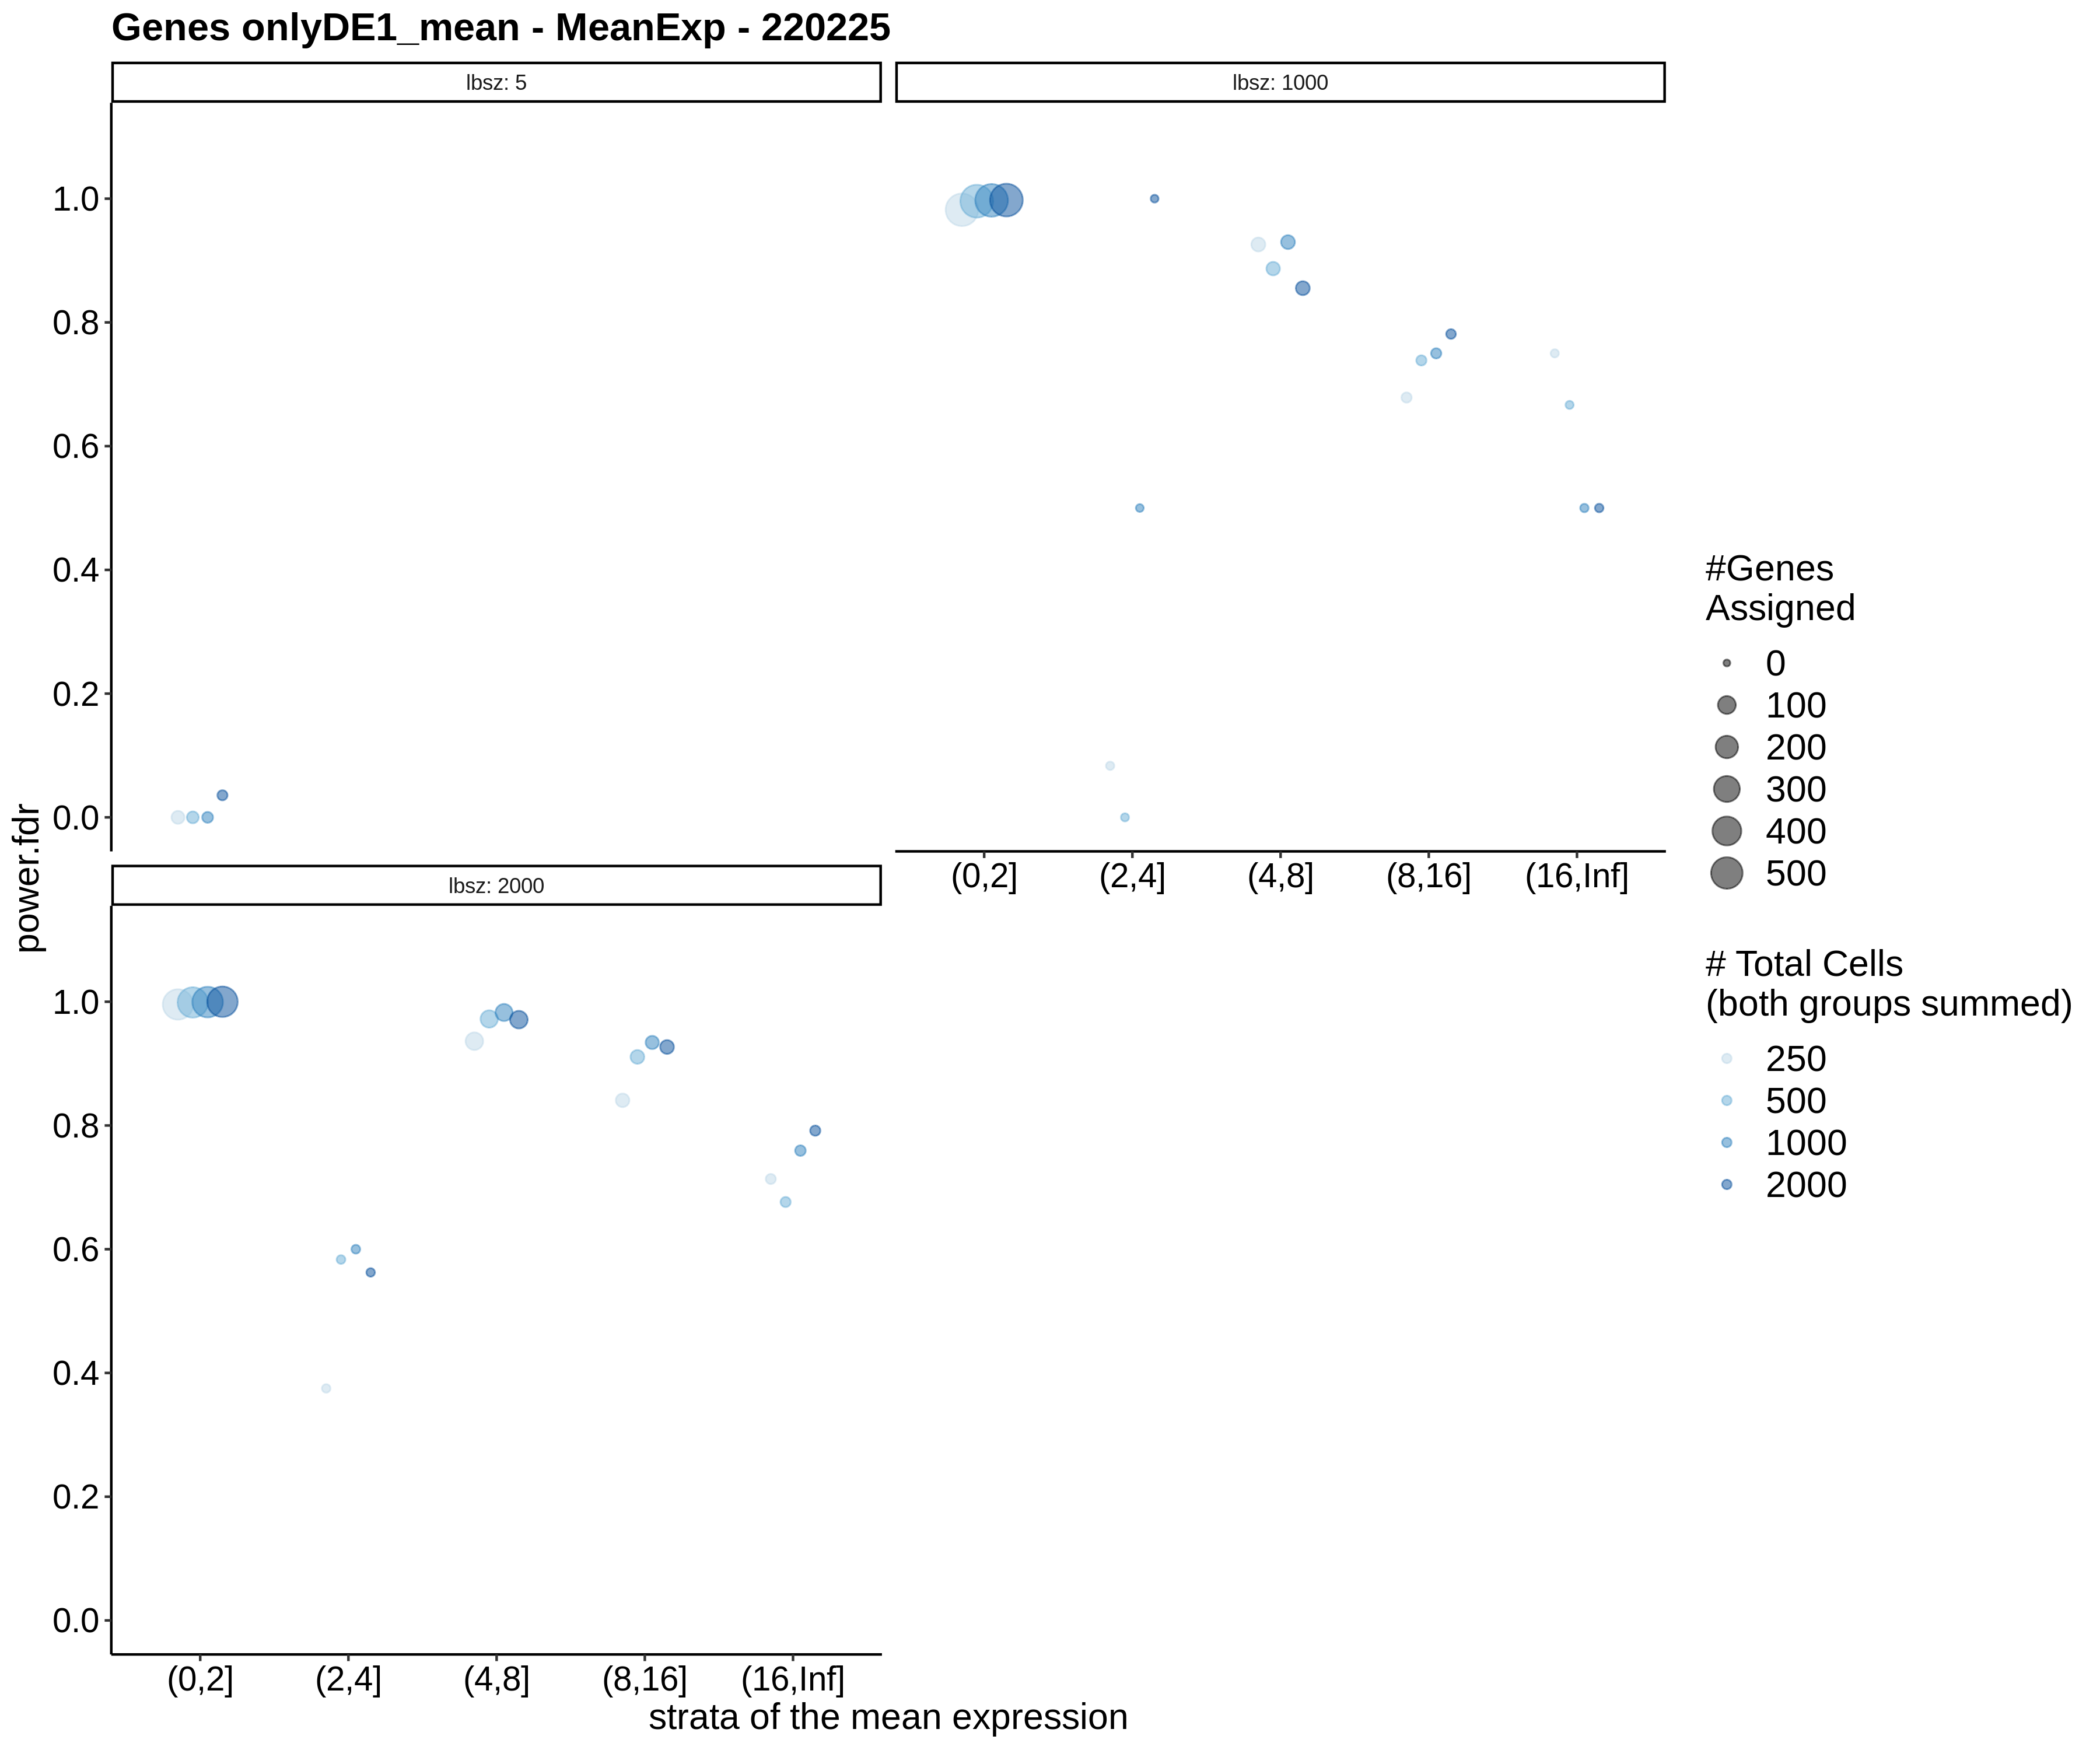 Genes onlyDE1_mean - MeanExp - 220225
lbsz: 5
lbsz: 1000
1.0
0.8
0.6
0.4
0.2
0.0
(0,2] (2,4] (4,8] (8,16] (16,Inf]
power.fdr
lbsz: 2000
1.0
0.8
0.6
0.4
0.2
0.0
(0,2] (2,4] (4,8] (8,16] (16,Inf]
strata of the mean expression
#Genes
Assigned
0
100
200
300
400
500
# Total Cells
(both groups summed)
250
500
1000
2000